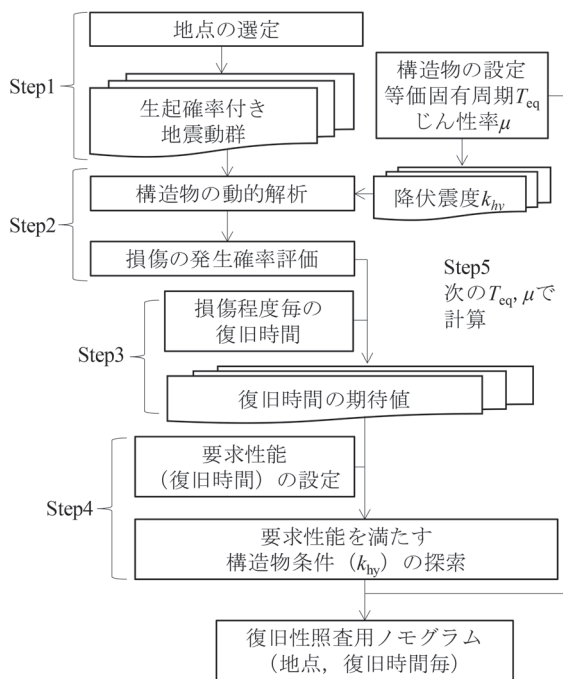 地点の選定
Step1
生起確率付き
地震動群
構造物の設定
等価固有周期Teq
じん性率μ
構造物の動的解析
降伏震度khy
Step2
損傷の発生確率評価
Step5
次のTeq, μで
計算
損傷程度毎の
復旧時間
Step3
復旧時間の期待値
要求性能
（復旧時間）の設定
Step4
要求性能を満たす
構造物条件（khy）の探索
復旧性照査用ノモグラム
（地点，復旧時間毎）